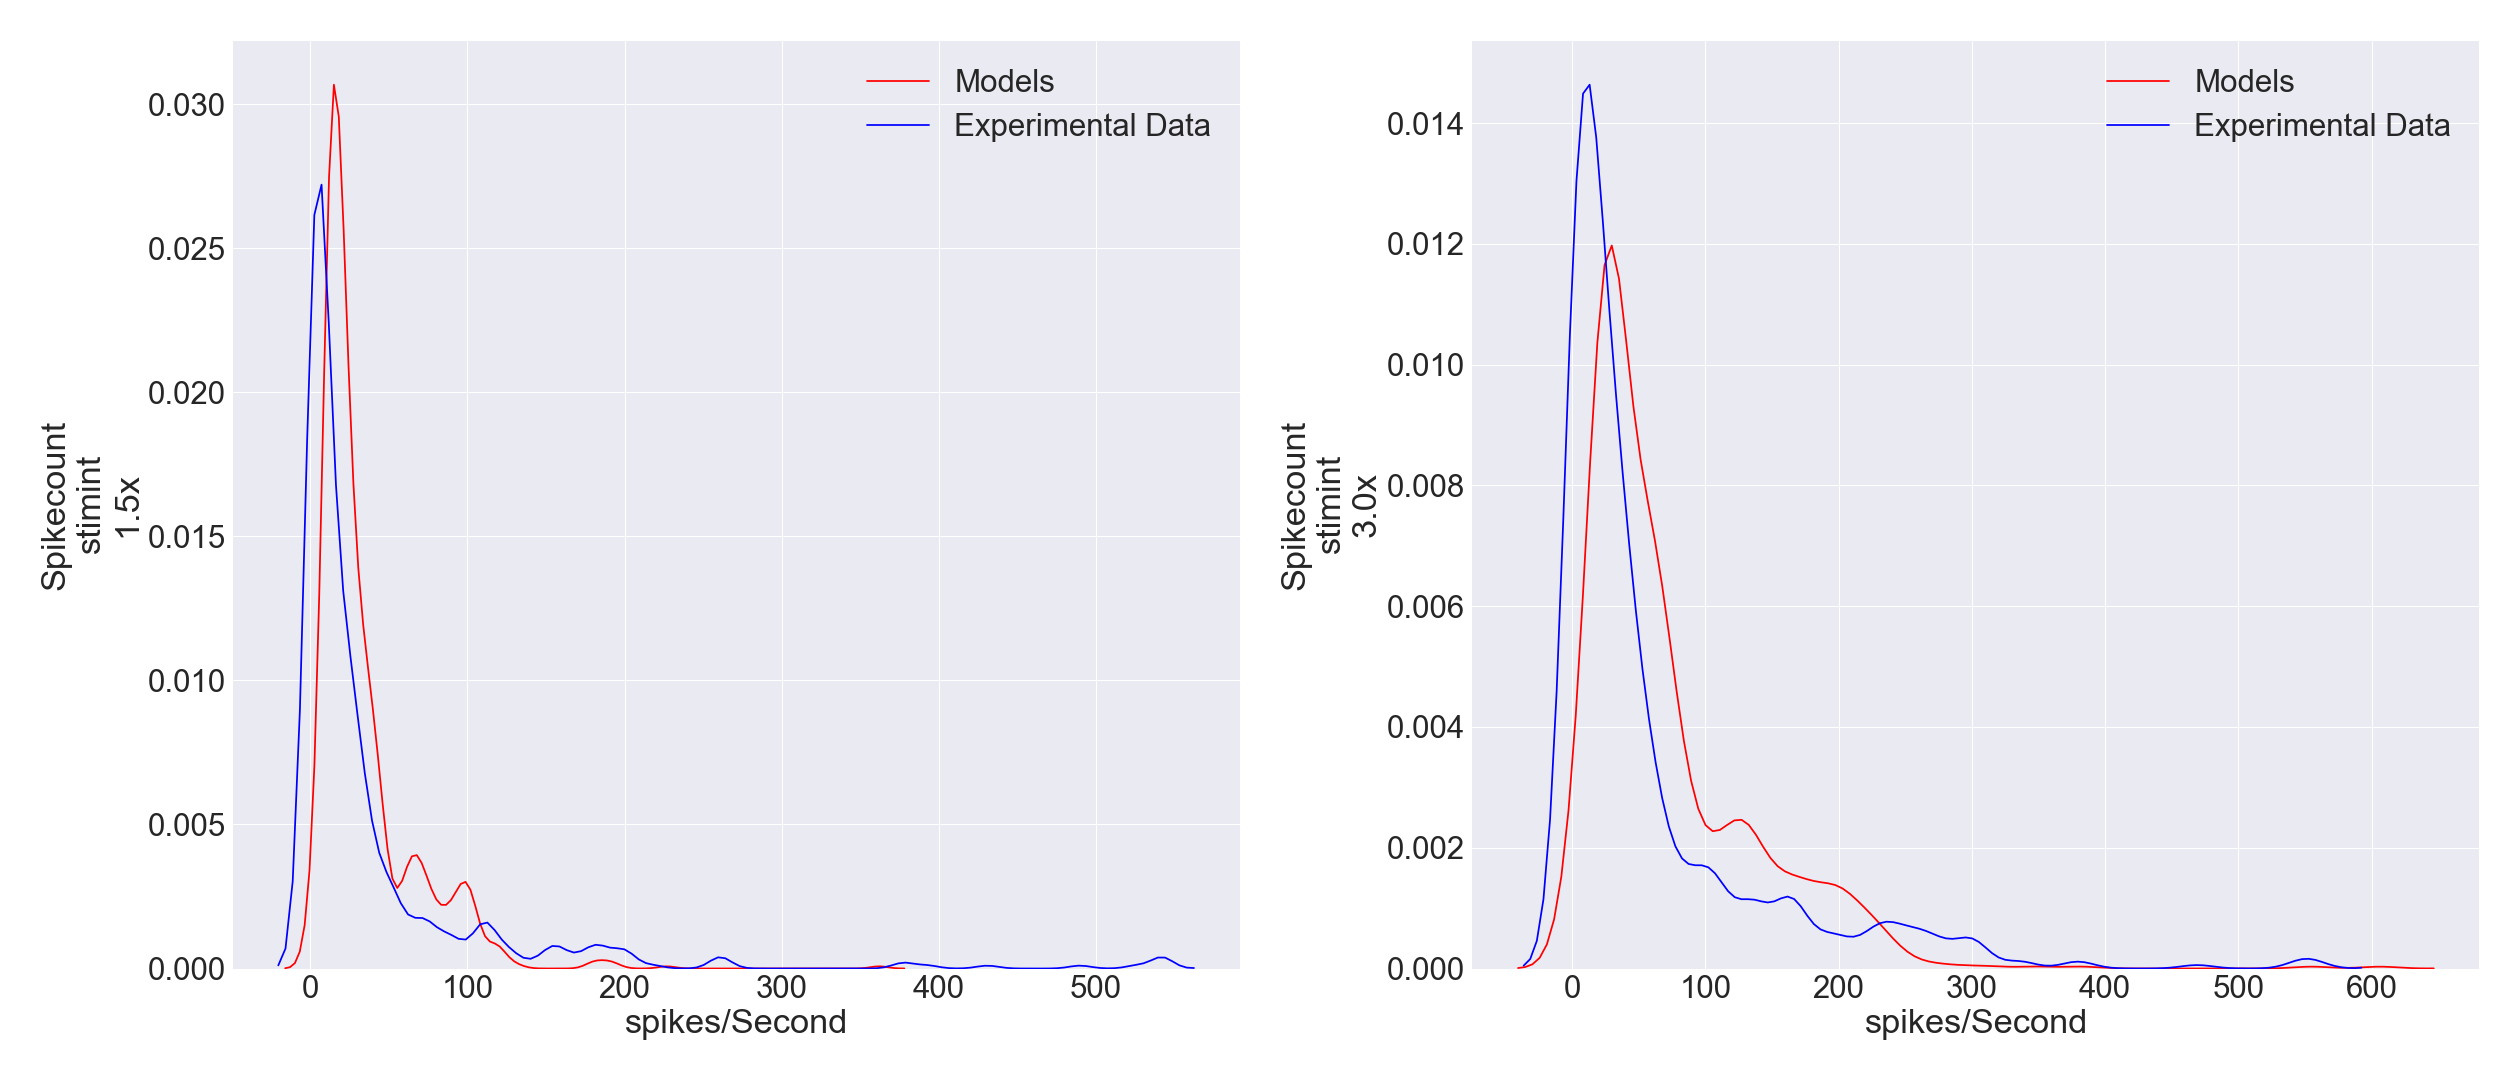 Models
Experimental Data
0.030
0.025
0.020
0.015
0.010
0.005
0.000
Spikecount
stimint
1.5x
0 100 200 300 400 500
spikes/Second
Models
Experimental Data
0.014
0.012
0.010
0.008
0.006
0.004
0.002
0.000
Spikecount
stimint
3.0x
0 100 200 300 400 500 600
spikes/Second